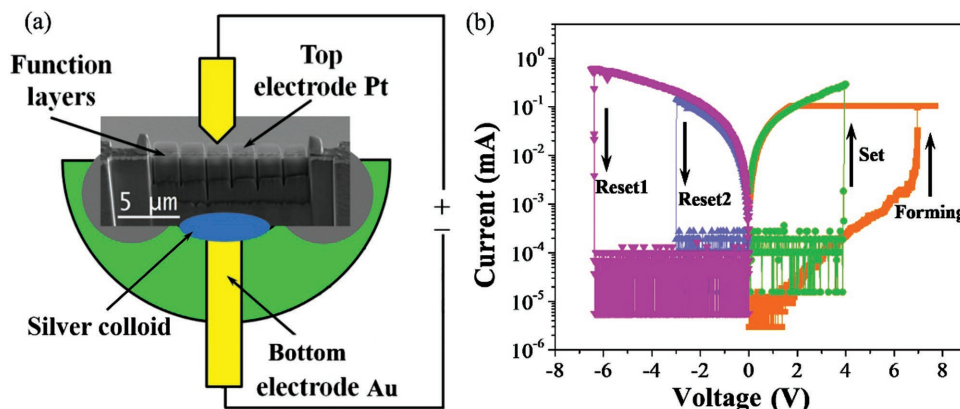 (a)
Function
layers
Top
electrode Pt
5 µm
+
−
Silver colloid
Bottom
electrode Au
(b)
Current (mA)
10^1
10^0
10^-1
10^-2
10^-3
10^-4
10^-5
10^-6
Reset1
Reset2
Set
Forming
-8 -6 -4 -2 0 2 4 6 8
Voltage (V)